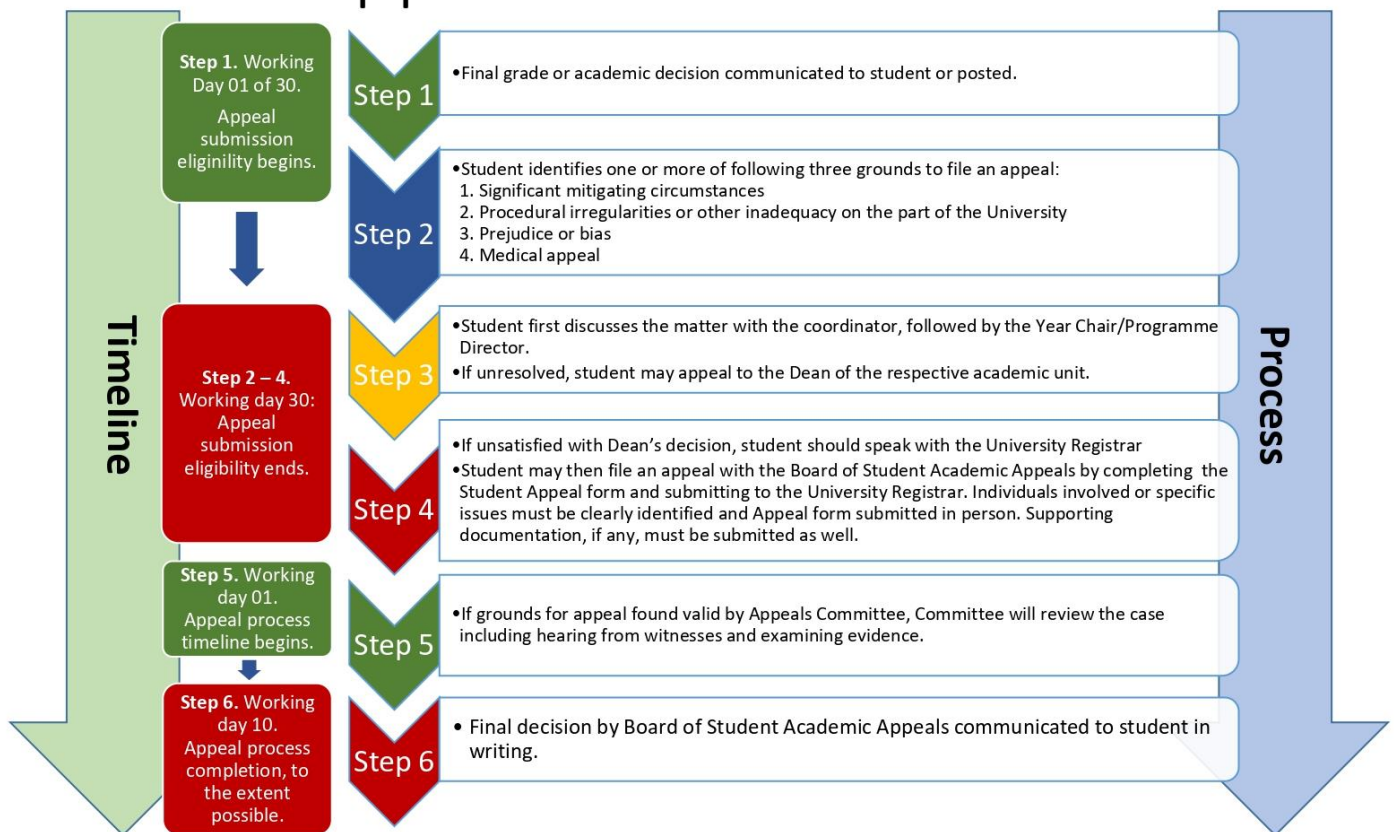 Timeline
Step 1. Working
Day 01 of 30.
Appeal
submission
eliginility begins.
Step 1
•Final grade or academic decision communicated to student or posted.
Step 2
•Student identifies one or more of following three grounds to file an appeal:
1. Significant mitigating circumstances
2. Procedural irregularities or other inadequacy on the part of the University
3. Prejudice or bias
4. Medical appeal
Step 2 – 4.
Working day 30:
Appeal
submission
eligibility ends.
Step 3
•Student first discusses the matter with the coordinator, followed by the Year Chair/Programme
Director.
•If unresolved, student may appeal to the Dean of the respective academic unit.
Step 4
•If unsatisfied with Dean’s decision, student should speak with the University Registrar
•Student may then file an appeal with the Board of Student Academic Appeals by completing the
Student Appeal form and submitting to the University Registrar. Individuals involved or specific
issues must be clearly identified and Appeal form submitted in person. Supporting
documentation, if any, must be submitted as well.
Step 5. Working
day 01.
Appeal process
timeline begins.
Step 5
•If grounds for appeal found valid by Appeals Committee, Committee will review the case
including hearing from witnesses and examining evidence.
Step 6. Working
day 10.
Appeal process
completion, to
the extent
possible.
Step 6
• Final decision by Board of Student Academic Appeals communicated to student in
writing.
Process